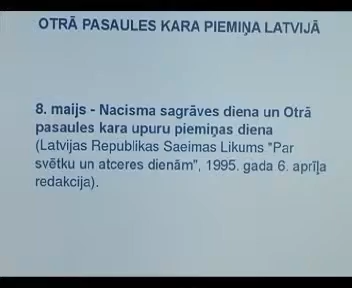 OTRĀ PASAULES KARA PIEMIŅA LATVIJĀ
8. maijs - Nacisma sagrāves diena un Otrā
pasaules kara upuru piemiņas diena
(Latvijas Republikas Saeimas Likums "Par
svētku un atceres dienām", 1995. gada 6. aprīļa
redakcija).